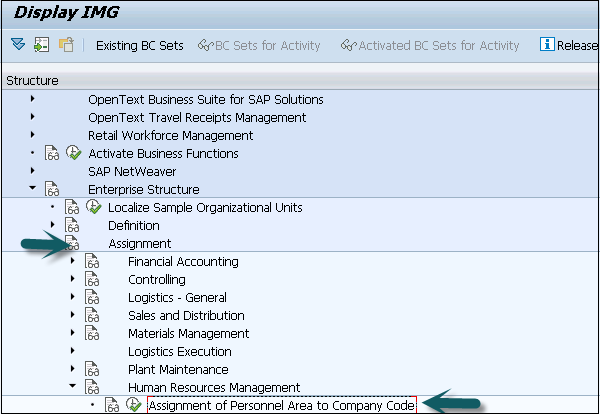 Display IMG
Existing BC Sets BC Sets for Activity Activated BC Sets for Activity Release
Structure
OpenText Business Suite for SAP Solutions
OpenText Travel Receipts Management
Retail Workforce Management
Activate Business Functions
SAP NetWeaver
Enterprise Structure
Localize Sample Organizational Units
Definition
Assignment
Financial Accounting
Controlling
Logistics - General
Sales and Distribution
Materials Management
Logistics Execution
Plant Maintenance
Human Resources Management
Assignment of Personnel Area to Company Code